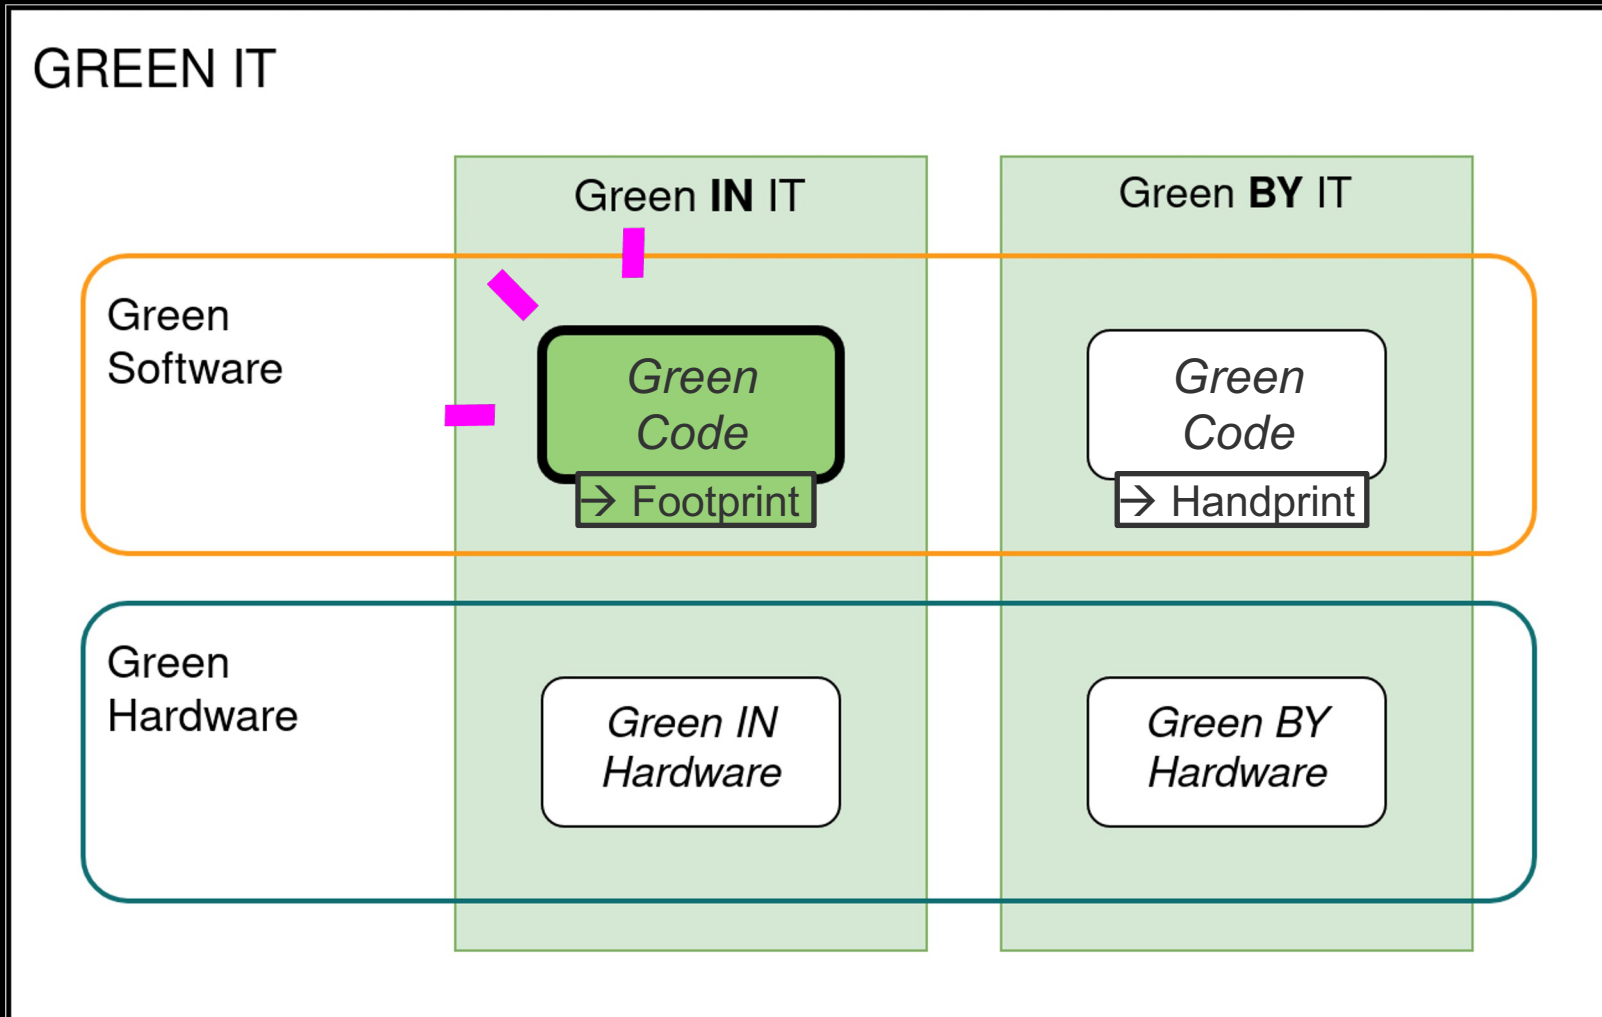 GREEN IT
Green IN IT
Green BY IT
Green
Software
Green
Code
→ Footprint
Green
Code
→ Handprint
Green
Hardware
Green IN
Hardware
Green BY
Hardware